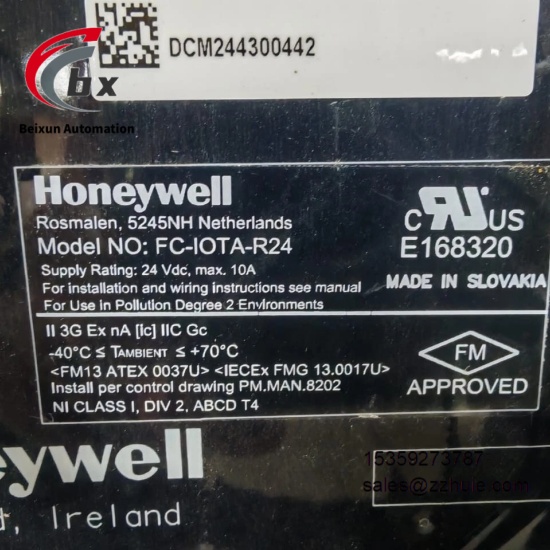 DCM244300442
bx
Beixun Automation
Honeywell
Rosmalen, 5245NH Netherlands
Model NO: FC-IOTA-R24
Supply Rating: 24 Vdc, max. 10A
For installation and wiring instructions see manual
For Use in Pollution Degree 2 Environments
C RU US
E168320
MADE IN SLOVAKIA
II 3G Ex nA [Ic] IIC Gc
-40°C ≤ TAMBIENT ≤ +70°C
<FM13 ATEX 0037U> <IECEx FMG 13.0017U>
Install per control drawing PM.MAN.8202
NI CLASS I, DIV 2, ABCD T4
FM
APPROVED
eywell
, Ireland
15359273787
sales@zzhuie.com